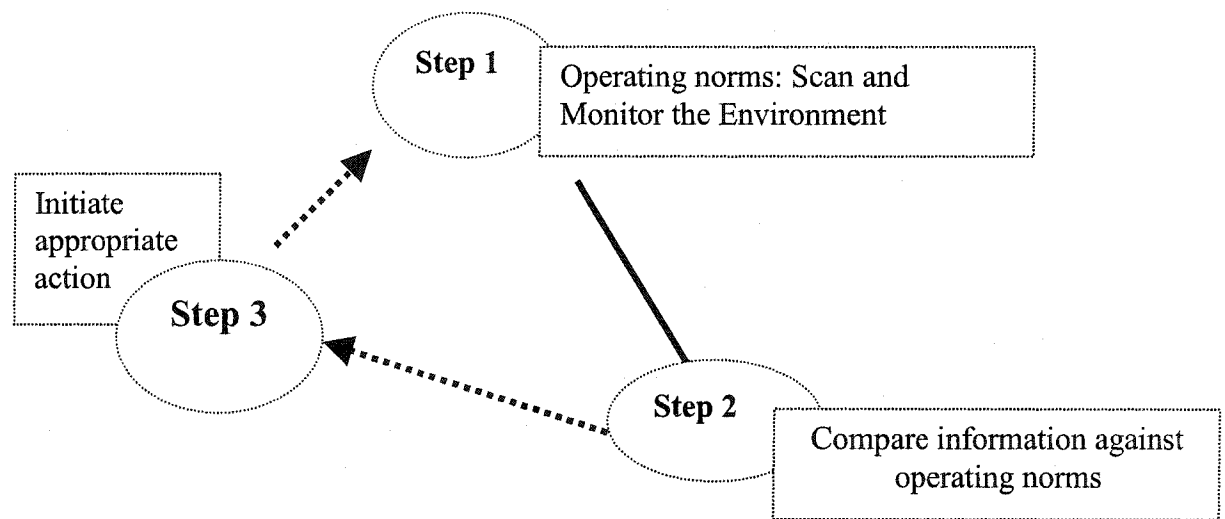 Step 1
Operating norms: Scan and
Monitor the Environment
Step 2
Compare information against
operating norms
Step 3
Initiate
appropriate
action